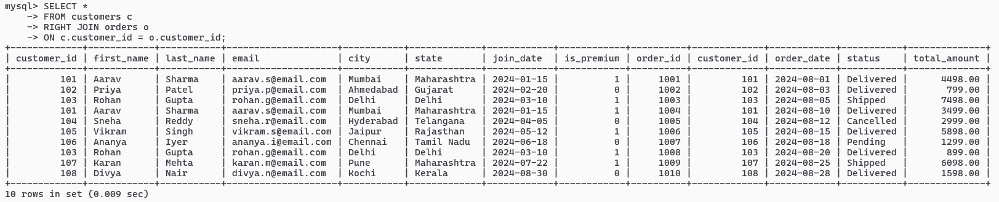 mysql> SELECT *
    -> FROM customers c
    -> RIGHT JOIN orders o
    -> ON c.customer_id = o.customer_id;
+-------------+------------+-----------+--------------------+-----------+-------------+------------+------------+----------+-------------+------------+-----------+--------------+
| customer_id | first_name | last_name | email              | city      | state       | join_date  | is_premium | order_id | customer_id | order_date | status    | total_amount |
+-------------+------------+-----------+--------------------+-----------+-------------+------------+------------+----------+-------------+------------+-----------+--------------+
|         101 | Aarav      | Sharma    | aarav.s@email.com  | Mumbai    | Maharashtra | 2024-01-15 |          1 |     1001 |         101 | 2024-08-01 | Delivered |      4498.00 |
|         102 | Priya      | Patel     | priya.p@email.com  | Ahmedabad | Gujarat     | 2024-02-20 |          0 |     1002 |         102 | 2024-08-03 | Delivered |       799.00 |
|         103 | Rohan      | Gupta     | rohan.g@email.com  | Delhi     | Delhi       | 2024-03-10 |          1 |     1003 |         103 | 2024-08-05 | Shipped   |      7498.00 |
|         101 | Aarav      | Sharma    | aarav.s@email.com  | Mumbai    | Maharashtra | 2024-01-15 |          1 |     1004 |         101 | 2024-08-10 | Delivered |      3499.00 |
|         104 | Sneha      | Reddy     | sneha.r@email.com  | Hyderabad | Telangana   | 2024-04-05 |          0 |     1005 |         104 | 2024-08-12 | Cancelled |      2999.00 |
|         105 | Vikram     | Singh     | vikram.s@email.com | Jaipur    | Rajasthan   | 2024-05-12 |          1 |     1006 |         105 | 2024-08-15 | Delivered |      5898.00 |
|         106 | Ananya     | Iyer      | ananya.i@email.com | Chennai   | Tamil Nadu  | 2024-06-18 |          0 |     1007 |         106 | 2024-08-18 | Pending   |      1299.00 |
|         103 | Rohan      | Gupta     | rohan.g@email.com  | Delhi     | Delhi       | 2024-03-10 |          1 |     1008 |         103 | 2024-08-20 | Delivered |       899.00 |
|         107 | Karan      | Mehta     | karan.m@email.com  | Pune      | Maharashtra | 2024-07-22 |          1 |     1009 |         107 | 2024-08-25 | Shipped   |      6098.00 |
|         108 | Divya      | Nair      | divya.n@email.com  | Kochi     | Kerala      | 2024-08-30 |          0 |     1010 |         108 | 2024-08-28 | Delivered |      1598.00 |
+-------------+------------+-----------+--------------------+-----------+-------------+------------+------------+----------+-------------+------------+-----------+--------------+
10 rows in set (0.009 sec)